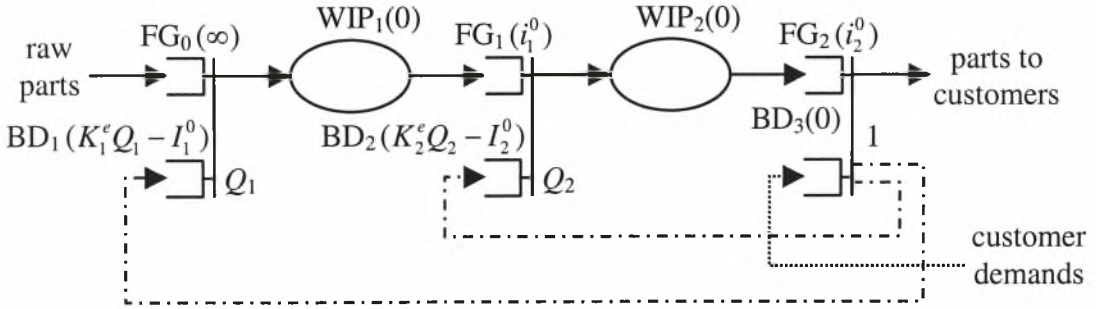 WIP₁(0)
WIP₂(0)
FG₀(∞)
FG₁(i₁⁰)
FG₂(i₂⁰)
raw
parts
parts to
customers
BD₁(K₁ᵉQ₁ − I₁⁰)
BD₂(K₂ᵉQ₂ − I₂⁰)
BD₃(0)
1
Q₁
Q₂
customer
demands